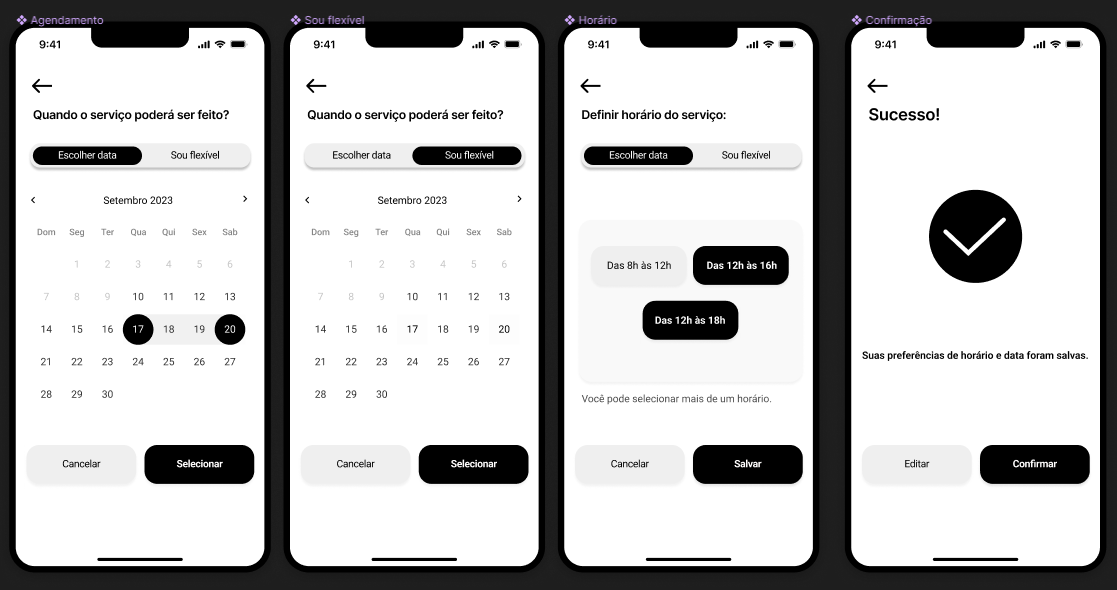 Agendamento
9:41
Quando o serviço poderá ser feito?
Escolher data Sou flexível
‹ Setembro 2023 ›
Dom Seg Ter Qua Qui Sex Sab
1 2 3 4 5 6
7 8 9 10 11 12 13
14 15 16 17 18 19 20
21 22 23 24 25 26 27
28 29 30
Cancelar Selecionar
Sou flexível
9:41
Quando o serviço poderá ser feito?
Escolher data Sou flexível
‹ Setembro 2023 ›
Dom Seg Ter Qua Qui Sex Sab
1 2 3 4 5 6
7 8 9 10 11 12 13
14 15 16 17 18 19 20
21 22 23 24 25 26 27
28 29 30
Cancelar Selecionar
Horário
9:41
Definir horário do serviço:
Escolher data Sou flexível
Das 8h às 12h Das 12h às 16h
Das 12h às 18h
Você pode selecionar mais de um horário.
Cancelar Salvar
Confirmação
9:41
Sucesso!
Suas preferências de horário e data foram salvas.
Editar Confirmar